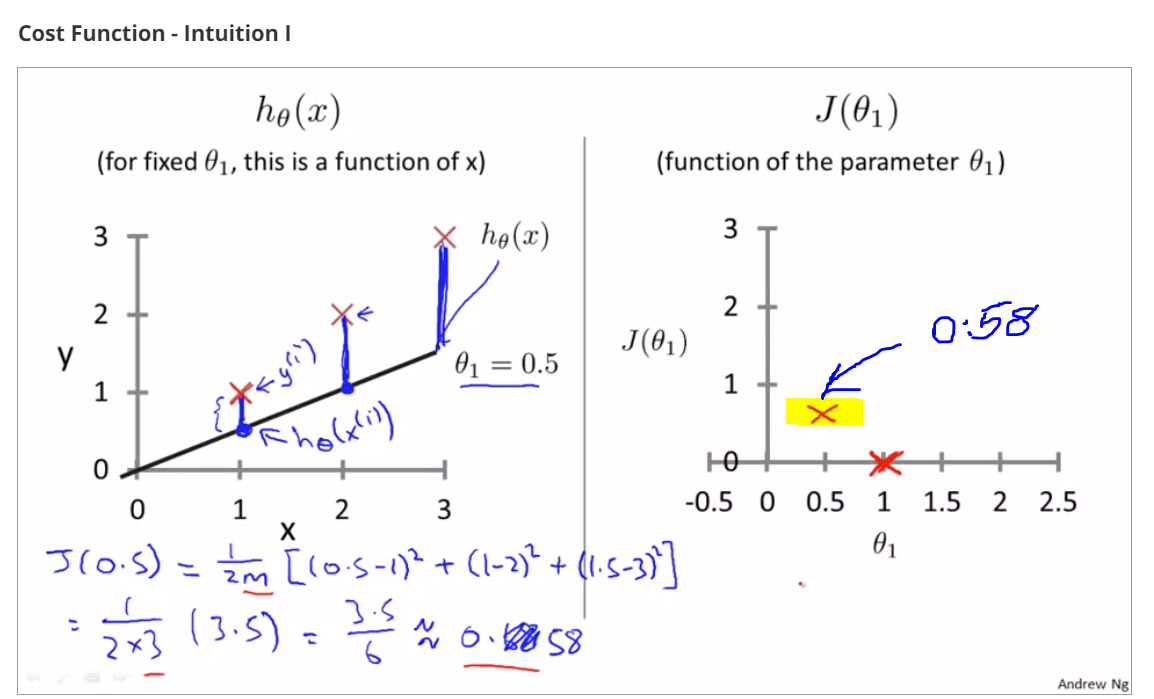 Cost Function - Intuition I
hθ(x)
(for fixed θ₁, this is a function of x)
3
2
1
0
y
0 1 2 3
x
hθ(x)
θ₁ = 0.5
y⁽ⁱ⁾
hθ(x⁽ⁱ⁾)
J(θ₁)
(function of the parameter θ₁)
3
2
1
0
J(θ₁)
0.58
-0.5 0 0.5 1 1.5 2 2.5
θ₁
J(0.5) = 1/2m [(0.5-1)² + (1-2)² + (1.5-3)²]
= 1/2×3 (3.5) = 3.5/6 ≈ 0.58
Andrew Ng